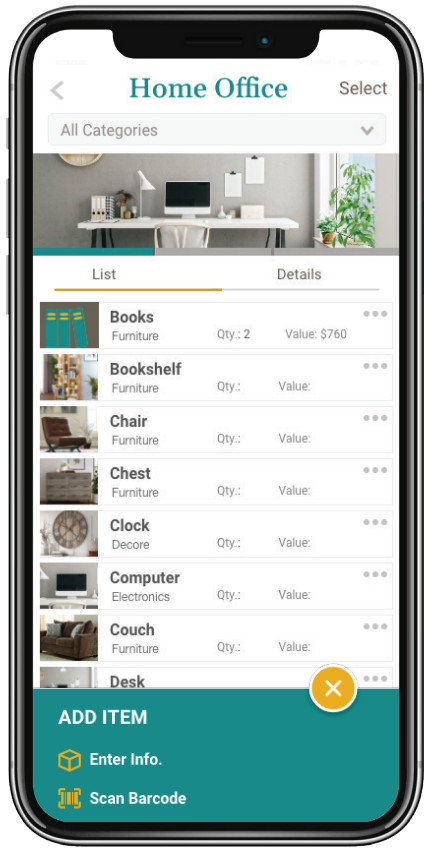 Home Office
Select
All Categories
List
Details
Books
Furniture Qty.: 2 Value: $760
Bookshelf
Furniture Qty.: Value:
Chair
Furniture Qty.: Value:
Chest
Furniture Qty.: Value:
Clock
Decore Qty.: Value:
Computer
Electronics Qty.: Value:
Couch
Furniture Qty.: Value:
Desk
ADD ITEM
Enter Info.
Scan Barcode